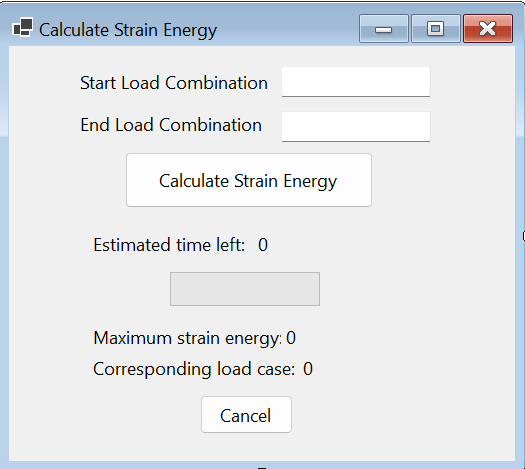 Calculate Strain Energy
Start Load Combination
End Load Combination
Calculate Strain Energy
Estimated time left: 0
Maximum strain energy: 0
Corresponding load case: 0
Cancel